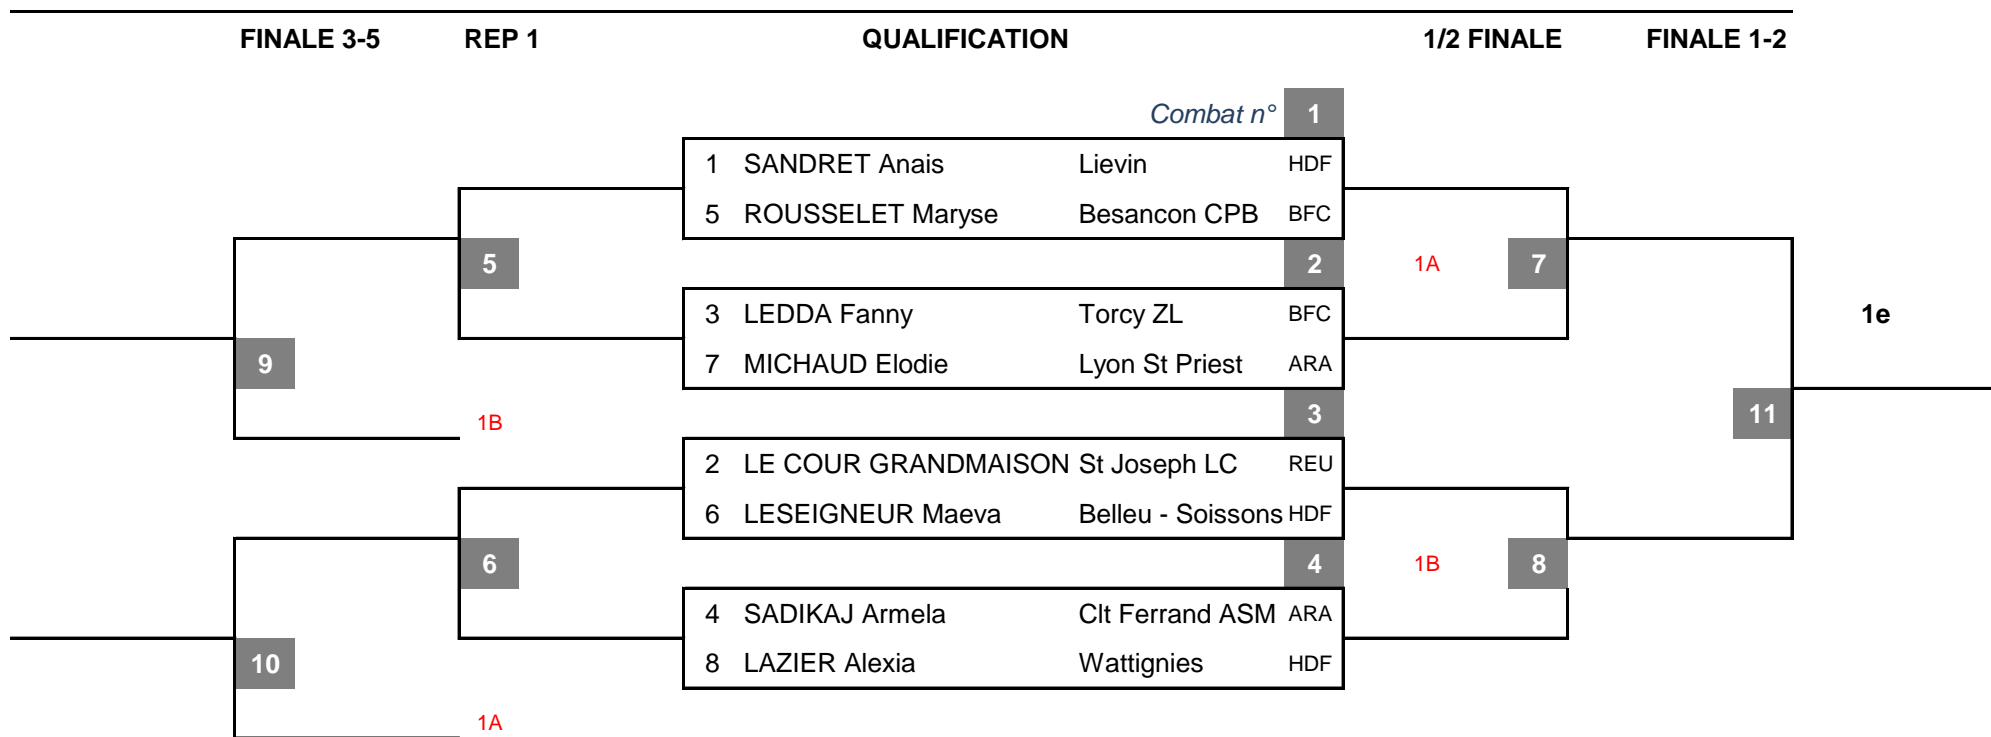 FINALE 3-5 REP 1 QUALIFICATION 1/2 FINALE FINALE 1-2
Combat n° 1
1 SANDRET Anais Lievin HDF
5 ROUSSELET Maryse Besancon CPB BFC
5 2 1A 7
3 LEDDA Fanny Torcy ZL BFC 1e
9 7 MICHAUD Elodie Lyon St Priest ARA
1B 3 11
2 LE COUR GRANDMAISON St Joseph LC REU
6 LESEIGNEUR Maeva Belleu - Soissons HDF
6 4 1B 8
4 SADIKAJ Armela Clt Ferrand ASM ARA
10 8 LAZIER Alexia Wattignies HDF
1A